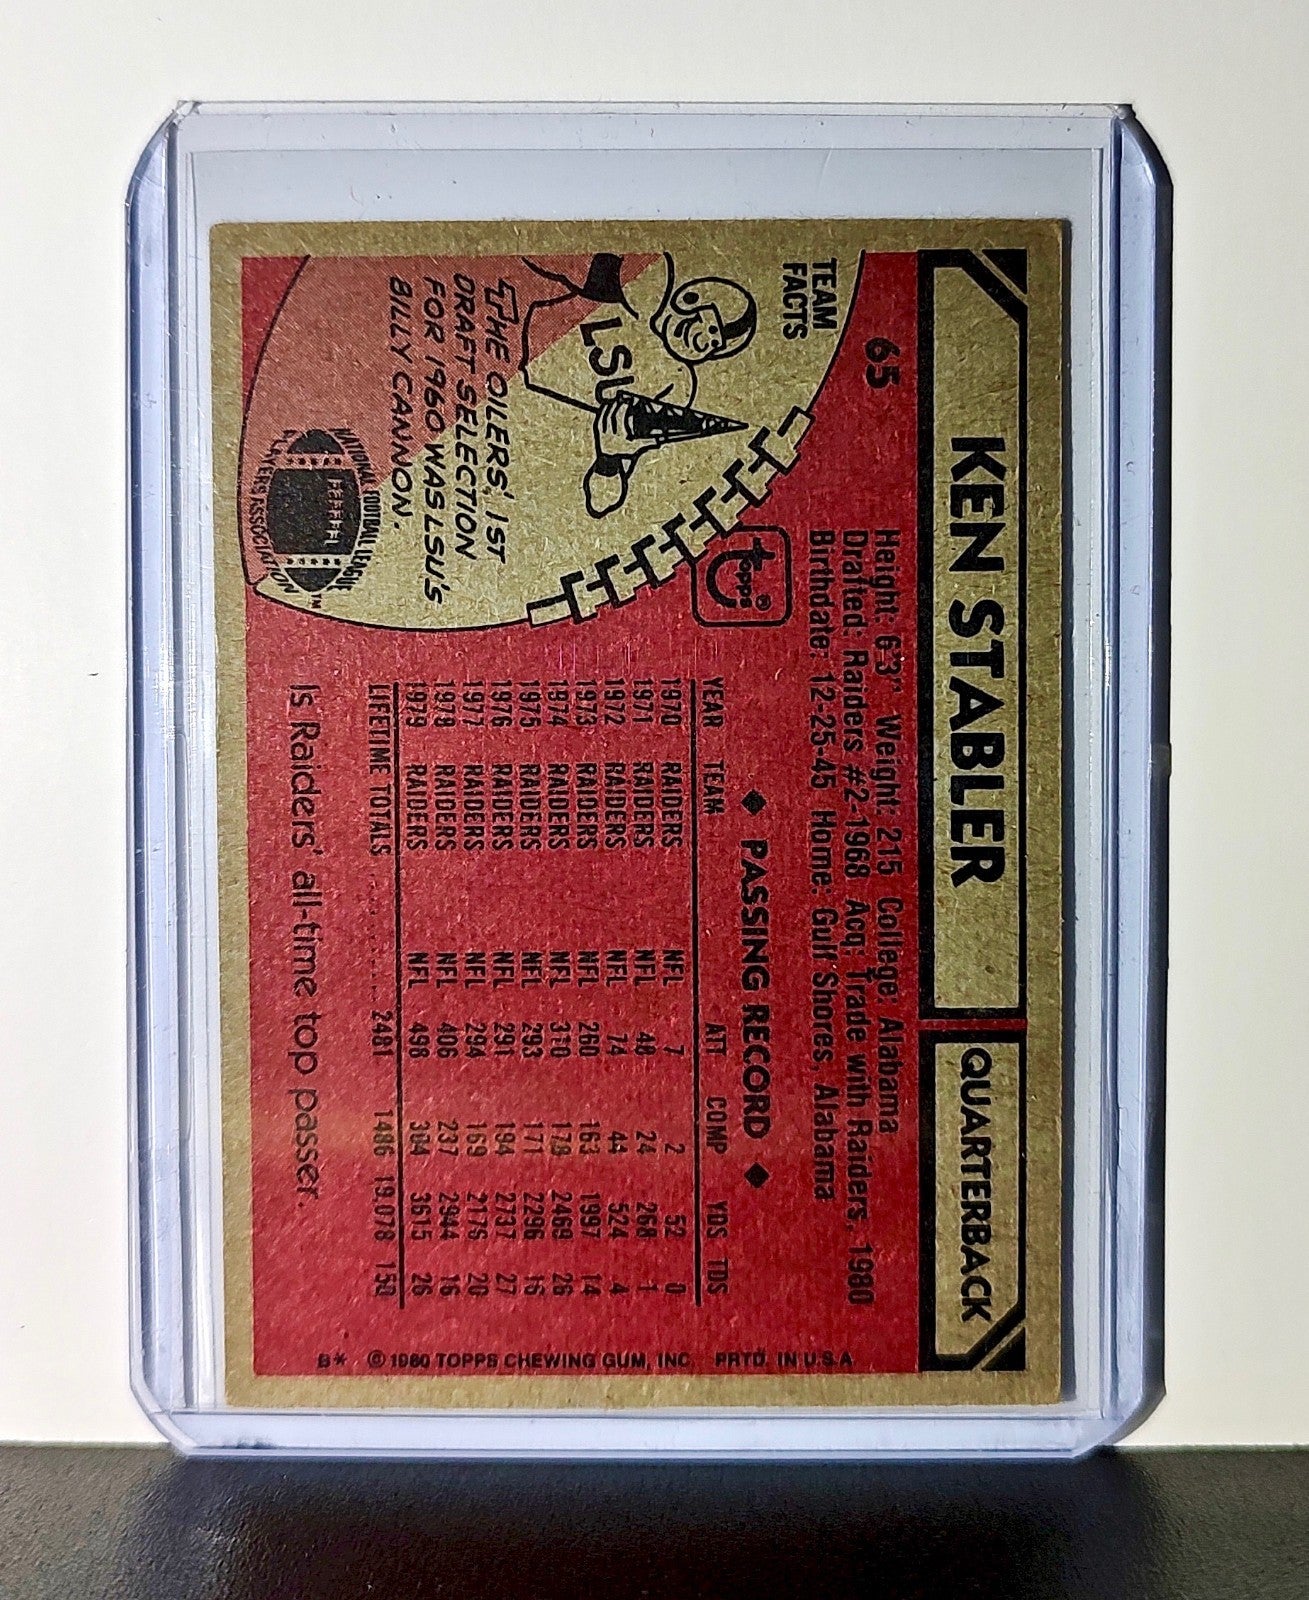 KEN STABLER
QUARTERBACK
65
Height: 6'3" Weight: 215 College: Alabama
Drafted: Raiders #2-1968 Acq: Trade with Raiders, 1980
Birthdate: 12-25-45 Home: Gulf Shores, Alabama
TEAM
FACTS
LSU
THE OILERS' 1ST
DRAFT SELECTION
FOR 1960 WAS LSU'S
BILLY CANNON.
NATIONAL FOOTBALL LEAGUE
PLAYERS ASSOCIATION
TM
topps ®
◆ PASSING RECORD ◆
YEAR TEAM ATT COMP YDS TDS
1970 RAIDERS NFL 7 2 52 0
1971 RAIDERS NFL 48 24 268 1
1972 RAIDERS NFL 74 44 524 4
1973 RAIDERS NFL 260 163 1997 14
1974 RAIDERS NFL 310 178 2469 26
1975 RAIDERS NFL 293 171 2296 16
1976 RAIDERS NFL 291 194 2737 27
1977 RAIDERS NFL 294 169 2176 20
1978 RAIDERS NFL 406 237 2944 16
1979 RAIDERS NFL 498 304 3615 26
LIFETIME TOTALS ........... 2481 1486 19,078 150
Is Raiders' all-time top passer.
B* © 1980 TOPPS CHEWING GUM, INC. PRTD. IN U.S.A.